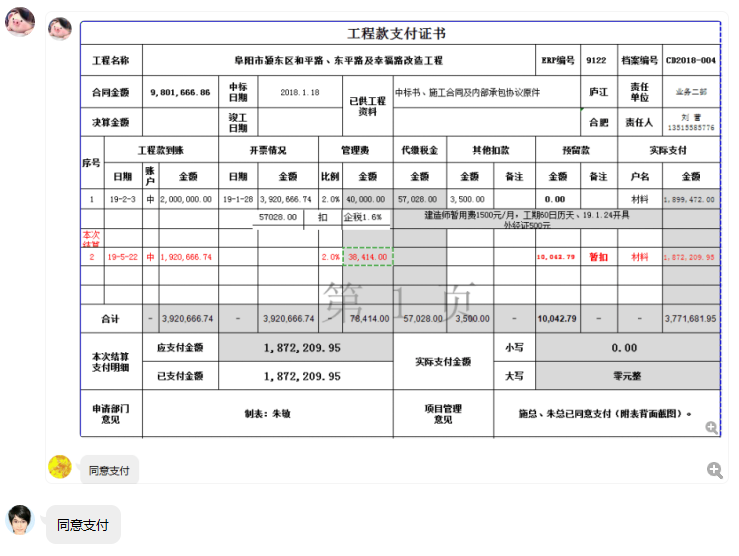 工程款支付证书
工程名称 阜阳市颍东区和平路、东平路及幸福路改造工程 ERP编号 9122 档案编号 CD2018-004
合同金额 9,801,666.86 中标日期 2018.1.18 已供工程资料 中标书、施工合同及内部承包协议原件 庐江 责任单位 业务二部
决算金额 竣工日期 合肥 责任人 刘 13515585776
序号 工程款到账 开票情况 管理费 代缴税金 其他扣款 预留款 实际支付
日期 账户 金额 日期 金额 比例 金额 金额 金额 备注 金额 备注 户名 金额
1 19-2-3 中 2,000,000.00 19-1-28 3,920,666.74 2.0% 40,000.00 57,028.00 3,500.00 0.00 材料 1,899,472.00
57028.00 扣 企税1.6% 建造师暂用费1500元/月，工期60日历天、19.1.24开具
外经证500元
本次结算
2 19-5-22 中 1,920,666.74 2.0% 38,414.00 10,042.79 暂扣 材料 1,872,209.95
第 1 页
合计 - 3,920,666.74 - 3,920,666.74 - 78,414.00 57,028.00 3,500.00 - 10,042.79 - - 3,771,681.95
本次结算支付明细 应支付金额 1,872,209.95 实际支付金额 小写 0.00
已支付金额 1,872,209.95 大写 零元整
申请部门意见 制表：朱敏 项目管理意见 施总、朱总已同意支付（附表背面截图）。
同意支付
同意支付